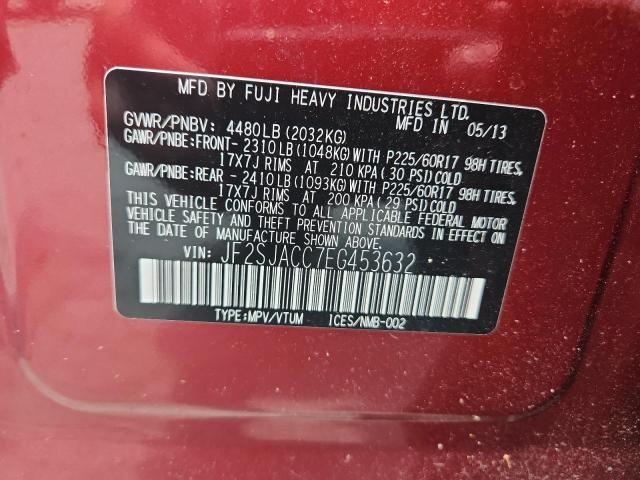 MFD BY FUJI HEAVY INDUSTRIES LTD.
MFD IN 05/13
GVWR/PNBV: 4480LB(2032KG)
GAWR/PNBE:FRONT- 2310LB(1048KG)WITH P225/60R17 98H TIRES,
17X7J RIMS AT 210 KPA(30 PSI)COLD
GAWR/PNBE:REAR - 2410LB(1093KG)WITH P225/60R17 98H TIRES,
17X7J RIMS AT 200 KPA(29 PSI)COLD
THIS VEHICLE CONFORMS TO ALL APPLICABLE FEDERAL MOTOR
VEHICLE SAFETY AND THEFT PREVENTION STANDARDS IN EFFECT ON
THE DATE OF MANUFACTURE SHOWN ABOVE.
VIN: JF2SJACC7EG453632
TYPE:MPV/VTUM ICES/NMB-002